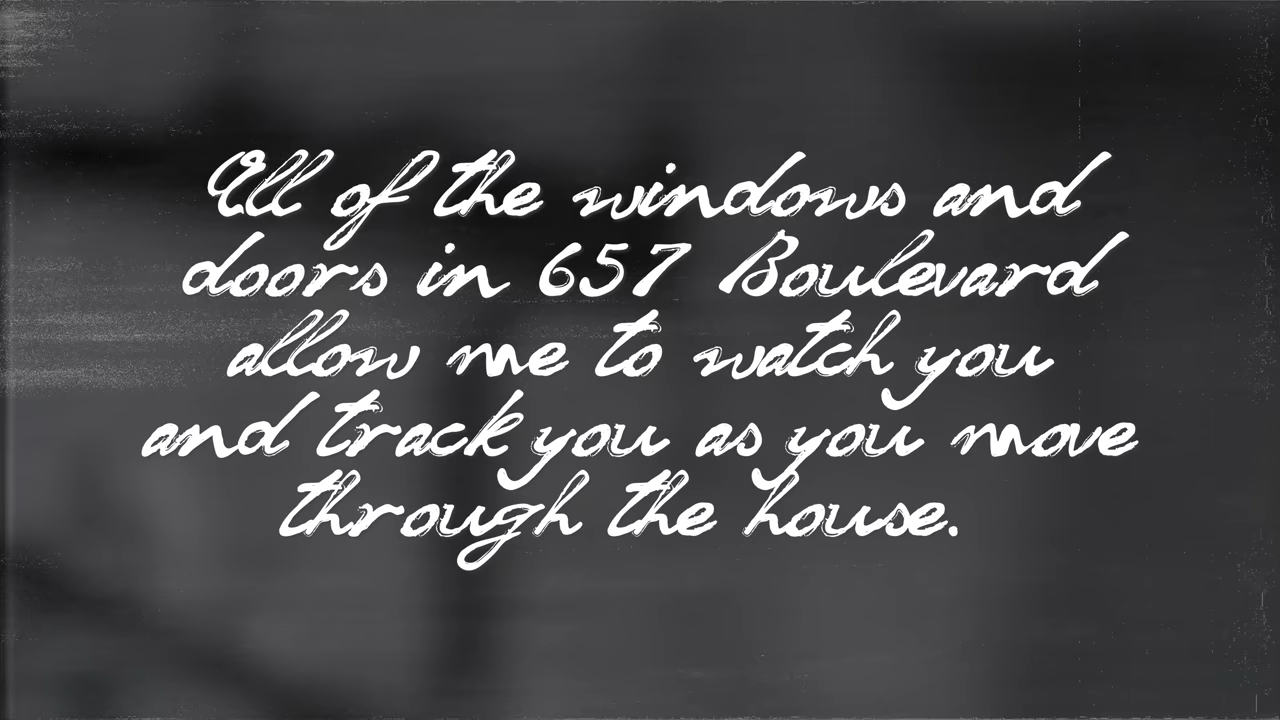 All of the windows and
doors in 657 Boulevard
allow me to watch you
and track you as you move
through the house.